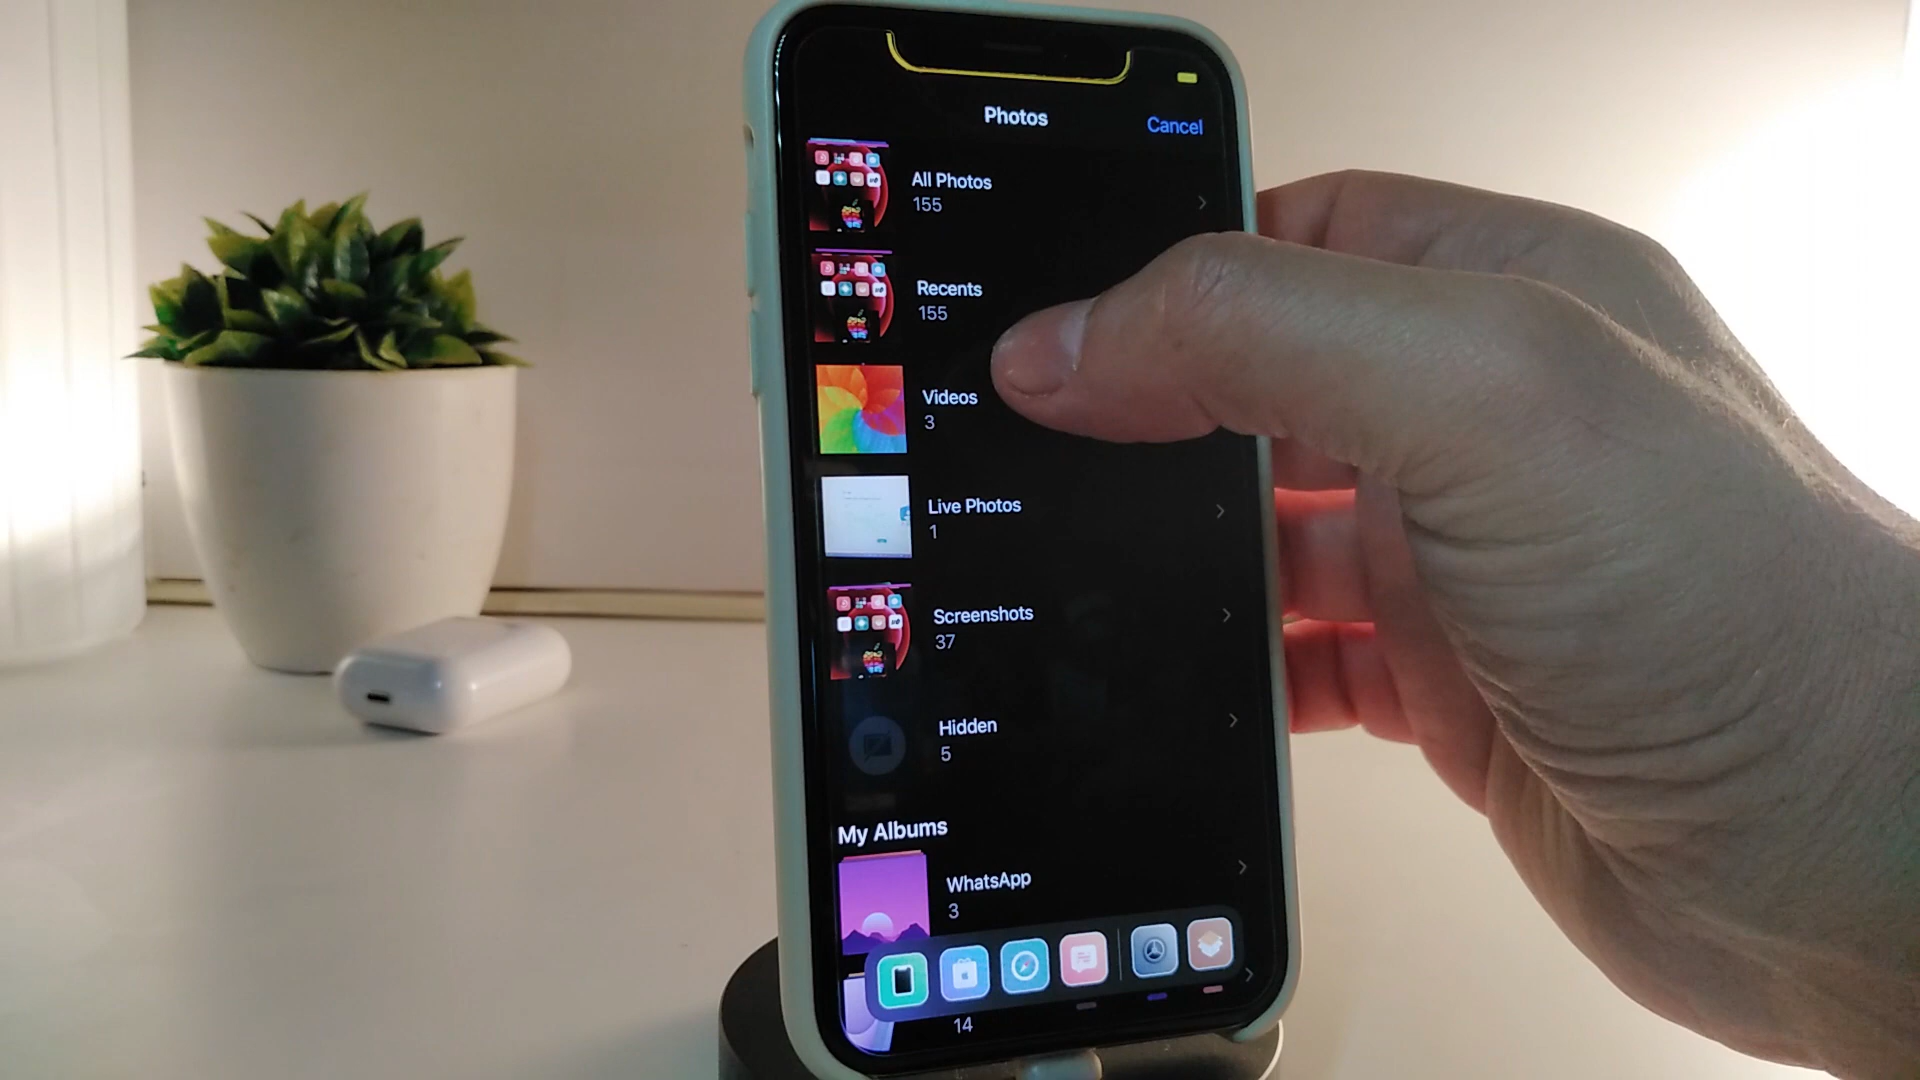 Photos
Cancel
All Photos
155
Recents
155
Videos
3
Live Photos
1
Screenshots
37
Hidden
5
My Albums
WhatsApp
3
14